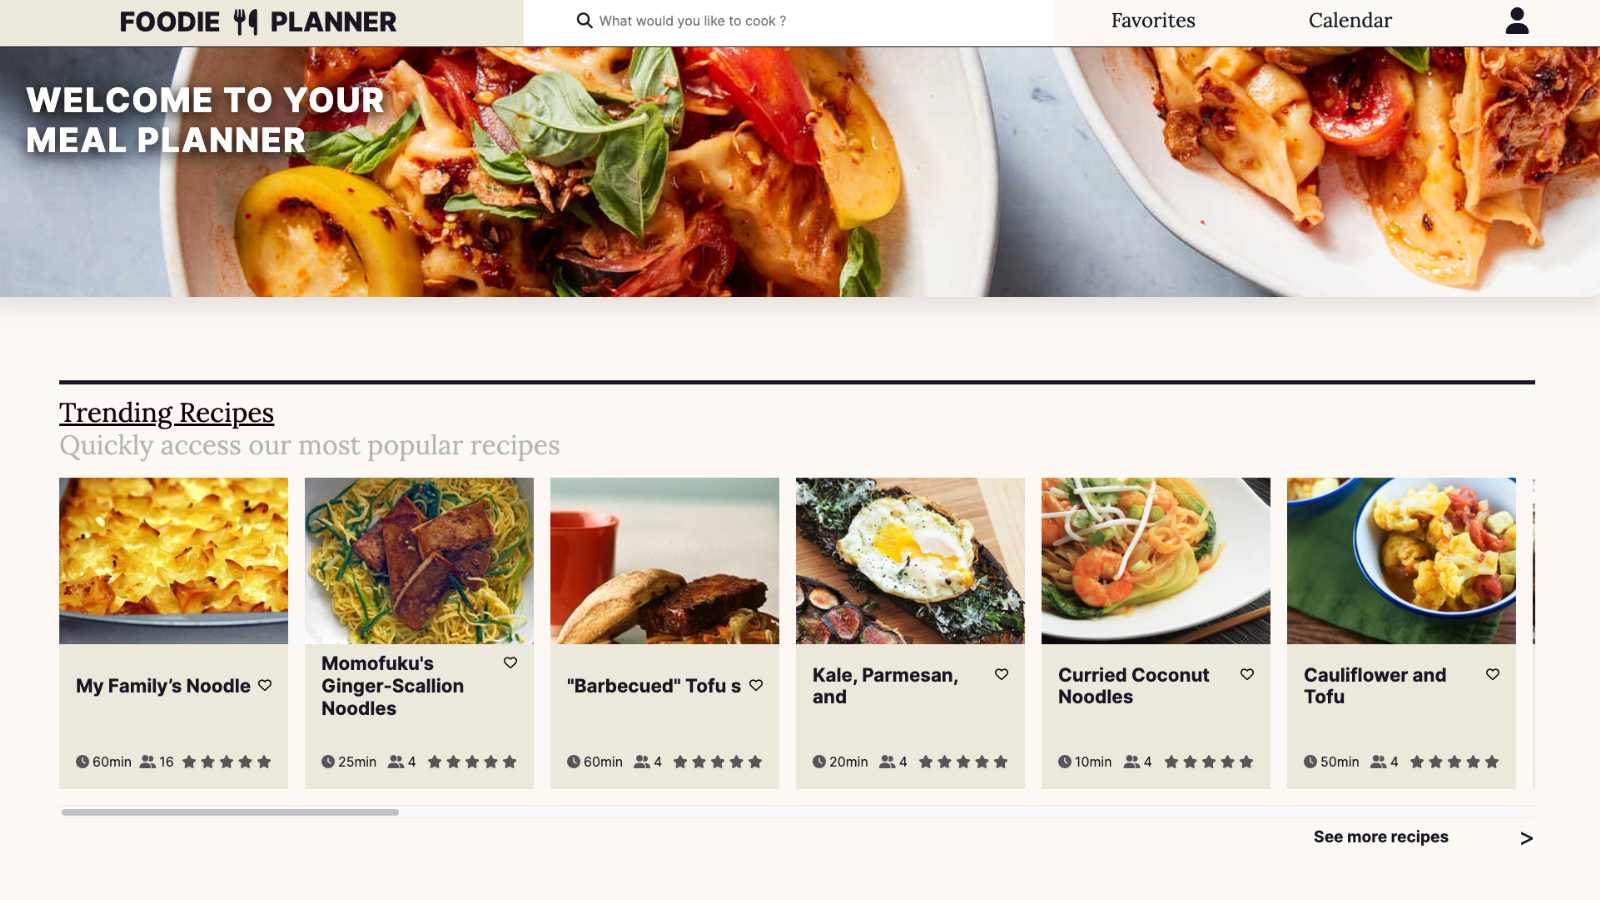 FOODIE PLANNER
What would you like to cook ?
Favorites
Calendar
WELCOME TO YOUR
MEAL PLANNER
Trending Recipes
Quickly access our most popular recipes
My Family’s Noodle
60min 16
Momofuku's
Ginger-Scallion
Noodles
25min 4
"Barbecued" Tofu s
60min 4
Kale, Parmesan,
and
20min 4
Curried Coconut
Noodles
10min 4
Cauliflower and
Tofu
50min 4
See more recipes >